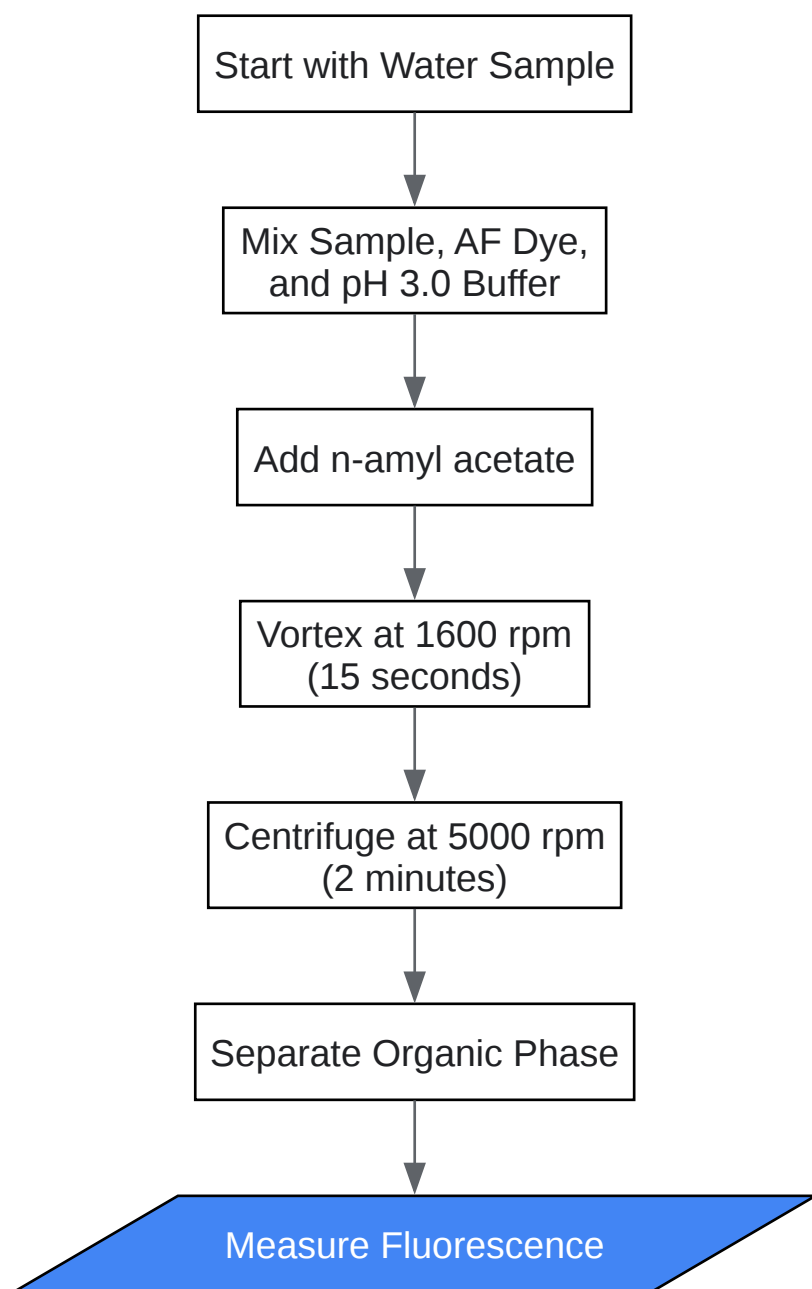 Start with Water Sample
Mix Sample, AF Dye,
and pH 3.0 Buffer
Add n-amyl acetate
Vortex at 1600 rpm
(15 seconds)
Centrifuge at 5000 rpm
(2 minutes)
Separate Organic Phase
Measure Fluorescence